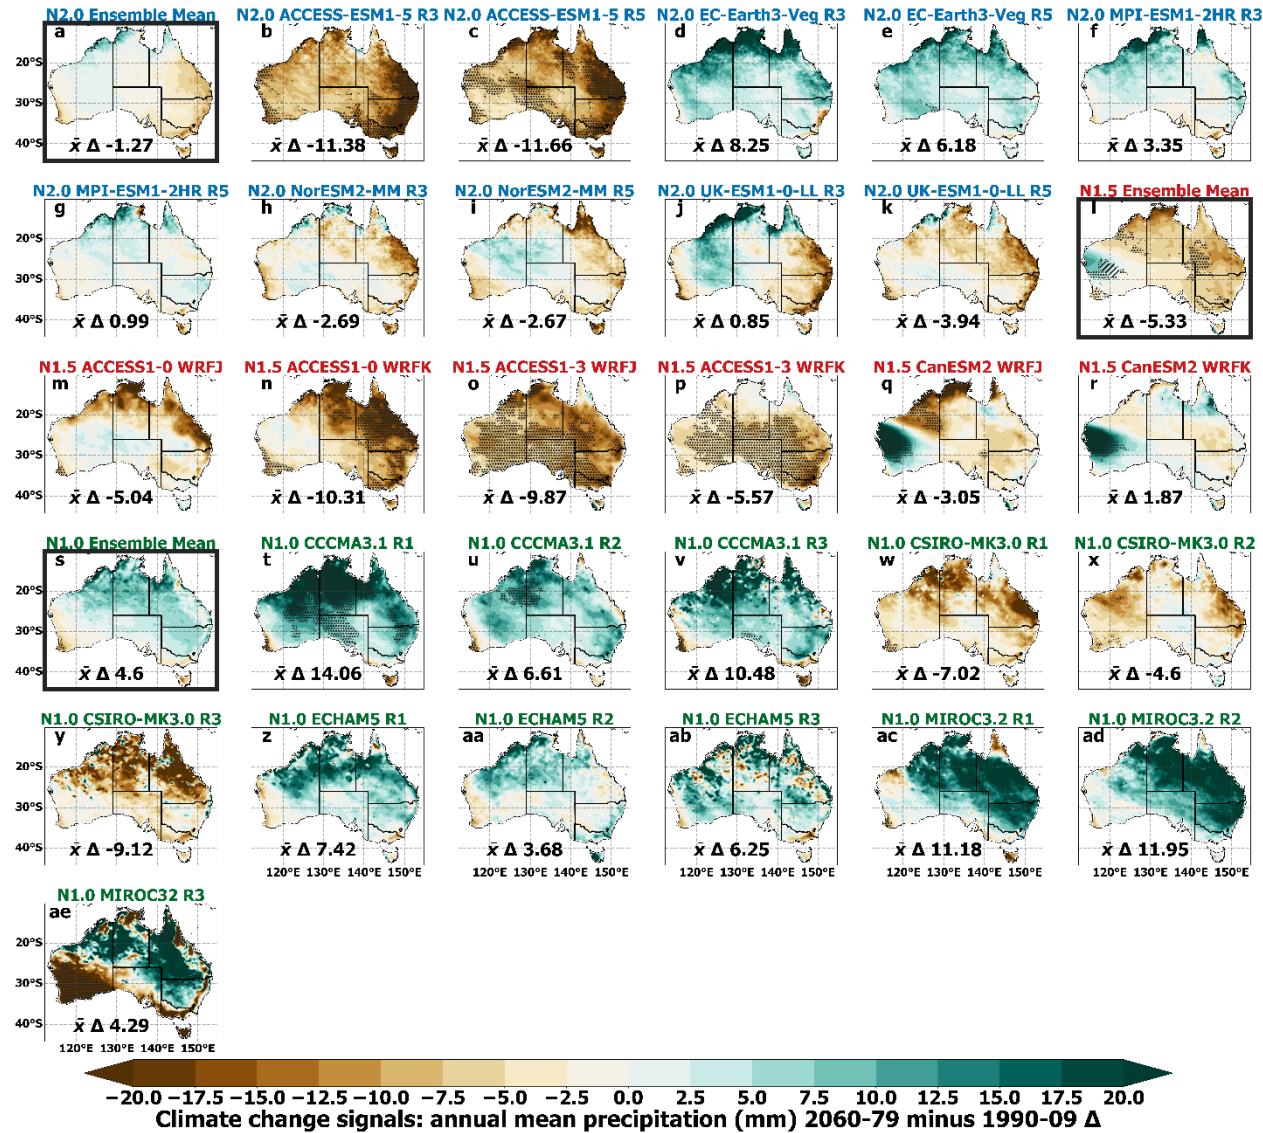 N2.0 Ensemble Mean N2.0 ACCESS-ESM1-5 R3 N2.0 ACCESS-ESM1-5 R5 N2.0 EC-Earth3-Veg R3 N2.0 EC-Earth3-Veg R5 N2.0 MPI-ESM1-2HR R3
a b c d e f
20°S
30°S
40°S
x̄ Δ -1.27 x̄ Δ -11.38 x̄ Δ -11.66 x̄ Δ 8.25 x̄ Δ 6.18 x̄ Δ 3.35
N2.0 MPI-ESM1-2HR R5 N2.0 NorESM2-MM R3 N2.0 NorESM2-MM R5 N2.0 UK-ESM1-0-LL R3 N2.0 UK-ESM1-0-LL R5 N1.5 Ensemble Mean
g h i j k l
20°S
30°S
40°S
x̄ Δ 0.99 x̄ Δ -2.69 x̄ Δ -2.67 x̄ Δ 0.85 x̄ Δ -3.94 x̄ Δ -5.33
N1.5 ACCESS1-0 WRFJ N1.5 ACCESS1-0 WRFK N1.5 ACCESS1-3 WRFJ N1.5 ACCESS1-3 WRFK N1.5 CanESM2 WRFJ N1.5 CanESM2 WRFK
m n o p q r
20°S
30°S
40°S
x̄ Δ -5.04 x̄ Δ -10.31 x̄ Δ -9.87 x̄ Δ -5.57 x̄ Δ -3.05 x̄ Δ 1.87
N1.0 Ensemble Mean N1.0 CCCMA3.1 R1 N1.0 CCCMA3.1 R2 N1.0 CCCMA3.1 R3 N1.0 CSIRO-MK3.0 R1 N1.0 CSIRO-MK3.0 R2
s t u v w x
20°S
30°S
40°S
x̄ Δ 4.6 x̄ Δ 14.06 x̄ Δ 6.61 x̄ Δ 10.48 x̄ Δ -7.02 x̄ Δ -4.6
N1.0 CSIRO-MK3.0 R3 N1.0 ECHAM5 R1 N1.0 ECHAM5 R2 N1.0 ECHAM5 R3 N1.0 MIROC3.2 R1 N1.0 MIROC3.2 R2
y z aa ab ac ad
20°S
30°S
40°S
x̄ Δ -9.12 x̄ Δ 7.42 x̄ Δ 3.68 x̄ Δ 6.25 x̄ Δ 11.18 x̄ Δ 11.95
120°E 130°E 140°E 150°E 120°E 130°E 140°E 150°E 120°E 130°E 140°E 150°E 120°E 130°E 140°E 150°E 120°E 130°E 140°E 150°E
N1.0 MIROC32 R3
ae
20°S
30°S
40°S
x̄ Δ 4.29
120°E 130°E 140°E 150°E
−20.0 −17.5 −15.0 −12.5 −10.0 −7.5 −5.0 −2.5 0.0 2.5 5.0 7.5 10.0 12.5 15.0 17.5 20.0
Climate change signals: annual mean precipitation (mm) 2060-79 minus 1990-09 Δ